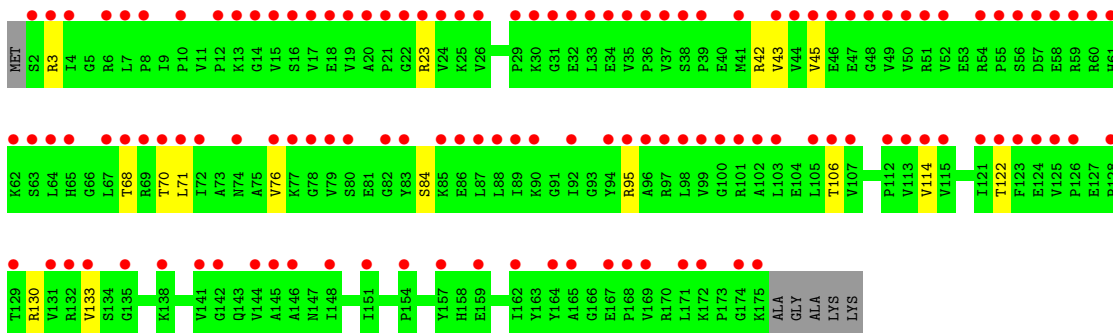 MET S2 R3 I4 G5 R6 L7 P8 I9 P10 V11 P12 K13 G14 V15 S16 V17 E18 V19 A20 P21 G22 R23 V24 K25 V26 P29 K30 G31 E32 L33 E34 V35 P36 V37 S38 P39 E40 M41 R42 V43 V44 V45 E46 E47 G48 V49 V50 R51 V52 E53 R54 P55 S56 D57 E58 R59 R60 H61
K62 S63 L64 H65 G66 L67 T68 R69 T70 L71 I72 A73 N74 A75 V76 K77 G78 V79 S80 E81 G82 Y83 S84 K85 E86 L87 L88 I89 K90 G91 I92 G93 Y94 R95 A96 R97 L98 V99 G100 R101 A102 L103 E104 L105 T106 V107 P112 V113 V114 V115 I121 T122 F123 E124 V125 P126 E127 P128
T129 R130 V131 R132 V133 S134 G135 K138 V141 G142 Q143 V144 A145 A146 N147 I148 I151 P154 Y157 H158 E159 I162 Y163 Y164 A165 G166 E167 P168 V169 R170 L171 K172 P173 G174 K175 ALA GLY ALA LYS LYS